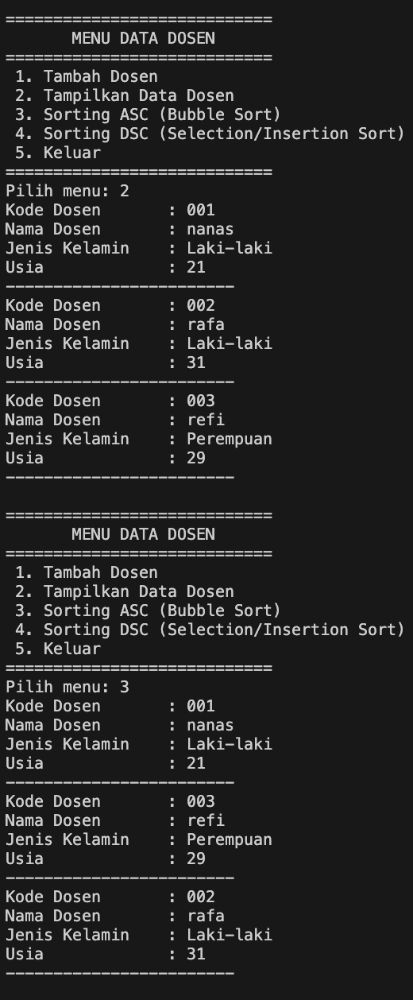 ============================
       MENU DATA DOSEN
============================
 1. Tambah Dosen
 2. Tampilkan Data Dosen
 3. Sorting ASC (Bubble Sort)
 4. Sorting DSC (Selection/Insertion Sort)
 5. Keluar
============================
Pilih menu: 2
Kode Dosen       : 001
Nama Dosen       : nanas
Jenis Kelamin    : Laki-laki
Usia             : 21
------------------------
Kode Dosen       : 002
Nama Dosen       : rafa
Jenis Kelamin    : Laki-laki
Usia             : 31
------------------------
Kode Dosen       : 003
Nama Dosen       : refi
Jenis Kelamin    : Perempuan
Usia             : 29
------------------------

============================
       MENU DATA DOSEN
============================
 1. Tambah Dosen
 2. Tampilkan Data Dosen
 3. Sorting ASC (Bubble Sort)
 4. Sorting DSC (Selection/Insertion Sort)
 5. Keluar
============================
Pilih menu: 3
Kode Dosen       : 001
Nama Dosen       : nanas
Jenis Kelamin    : Laki-laki
Usia             : 21
------------------------
Kode Dosen       : 003
Nama Dosen       : refi
Jenis Kelamin    : Perempuan
Usia             : 29
------------------------
Kode Dosen       : 002
Nama Dosen       : rafa
Jenis Kelamin    : Laki-laki
Usia             : 31
------------------------